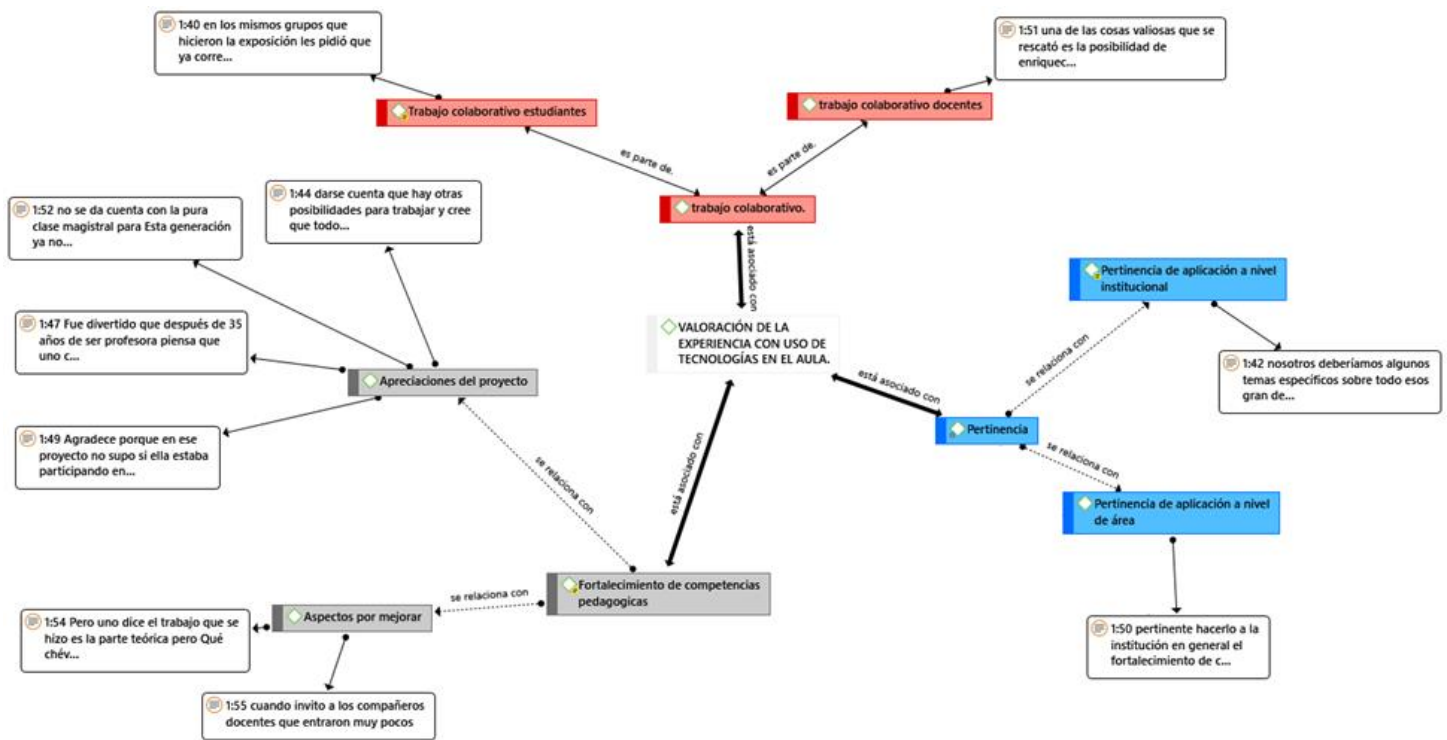 1:40 en los mismos grupos que
hicieron la exposición les pidió que
ya corre...
1:51 una de las cosas valiosas que se
rescató es la posibilidad de
enriquec...
Trabajo colaborativo estudiantes
trabajo colaborativo docentes
es parte de.
es parte de.
trabajo colaborativo.
1:52 no se da cuenta con la pura
clase magistral para Esta generación
ya no...
1:44 darse cuenta que hay otras
posibilidades para trabajar y cree
que todo...
está asociado con
Pertinencia de aplicación a nivel
institucional
1:47 Fue divertido que después de 35
años de ser profesora piensa que
uno c...
VALORACIÓN DE LA
EXPERIENCIA CON USO DE
TECNOLOGÍAS EN EL AULA.
se relaciona con
1:42 nosotros deberíamos algunos
temas específicos sobre todo esos
gran de...
Apreciaciones del proyecto
está asociado con
Pertinencia
1:49 Agradece porque en ese
proyecto no supo si ella estaba
participando en...
se relaciona con
está asociado con
se relaciona con
Pertinencia de aplicación a nivel
de área
Fortalecimiento de competencias
pedagogicas
se relaciona con
Aspectos por mejorar
1:54 Pero uno dice el trabajo que se
hizo es la parte teórica pero Qué
chév...
1:50 pertinente hacerlo a la
institución en general el
fortalecimiento de c...
1:55 cuando invito a los compañeros
docentes que entraron muy pocos